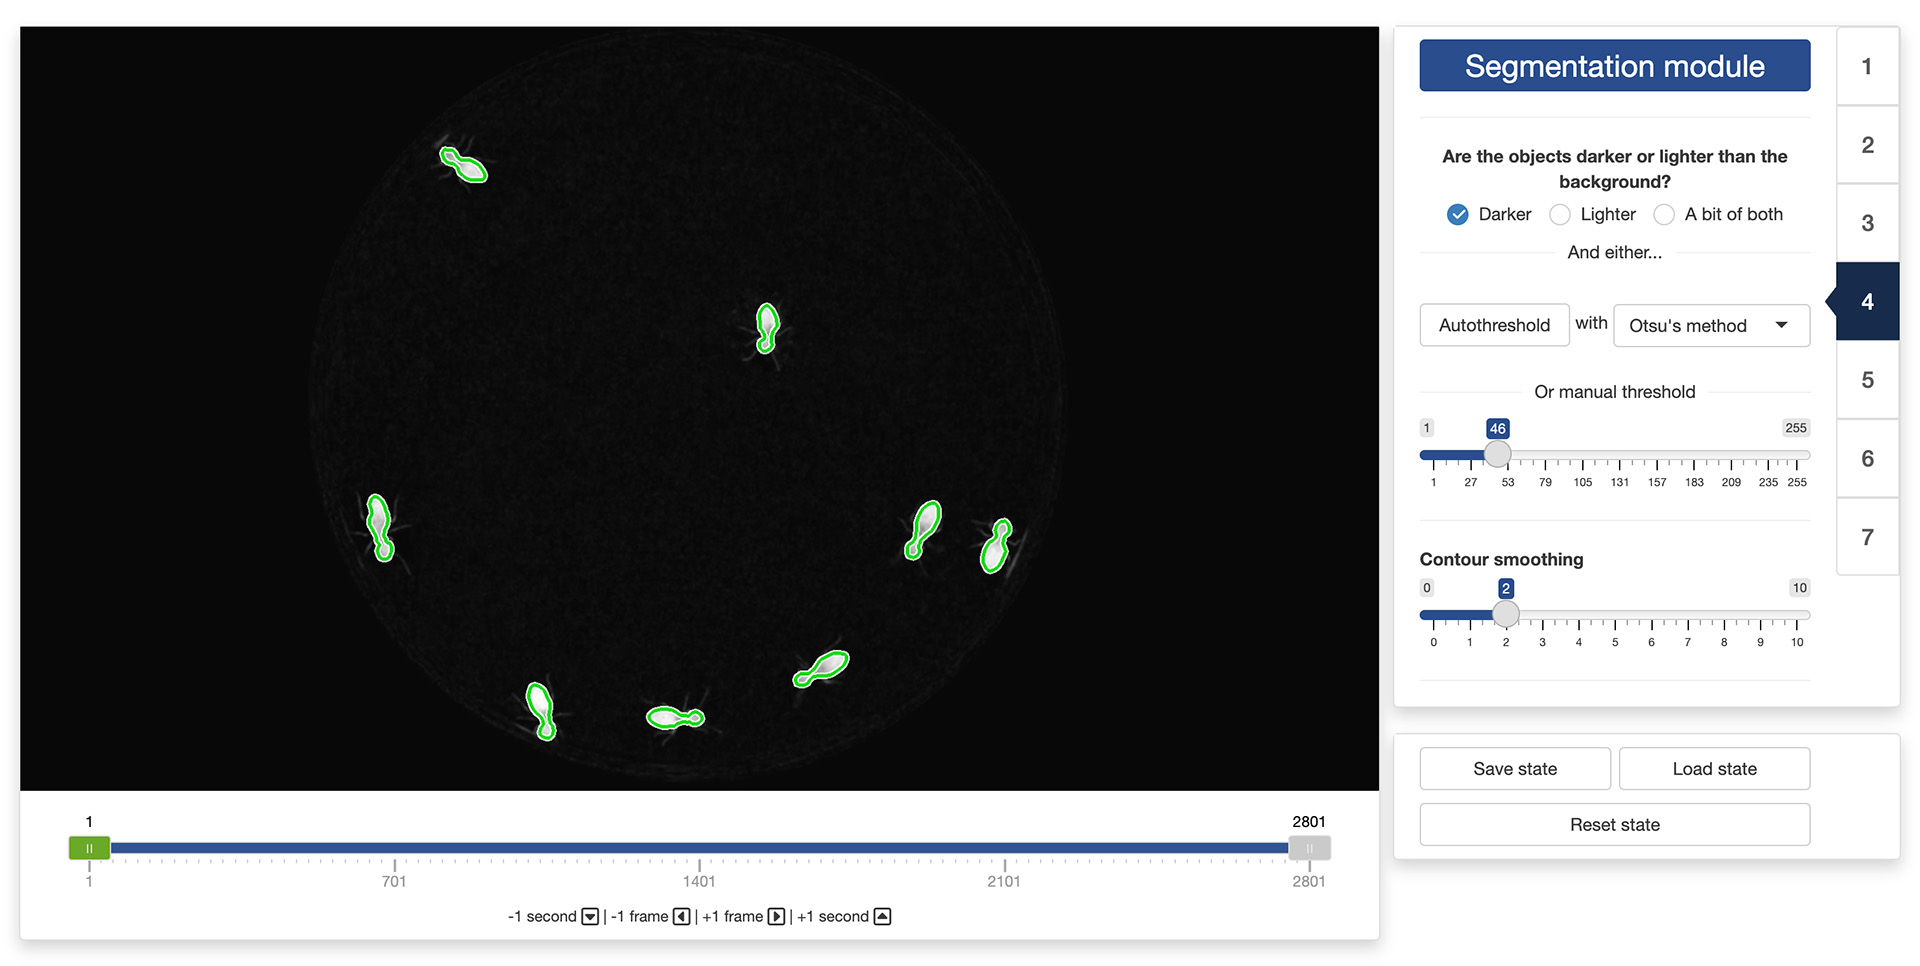 Segmentation module
Are the objects darker or lighter than the
background?
Darker Lighter A bit of both
And either...
Autothreshold with Otsu's method
Or manual threshold
1 46 255
1 27 53 79 105 131 157 183 209 235 255
Contour smoothing
0 2 10
0 1 2 3 4 5 6 7 8 9 10
1
2
3
4
5
6
7
Save state Load state
Reset state
1 2801
1 701 1401 2101 2801
-1 second | -1 frame | +1 frame | +1 second